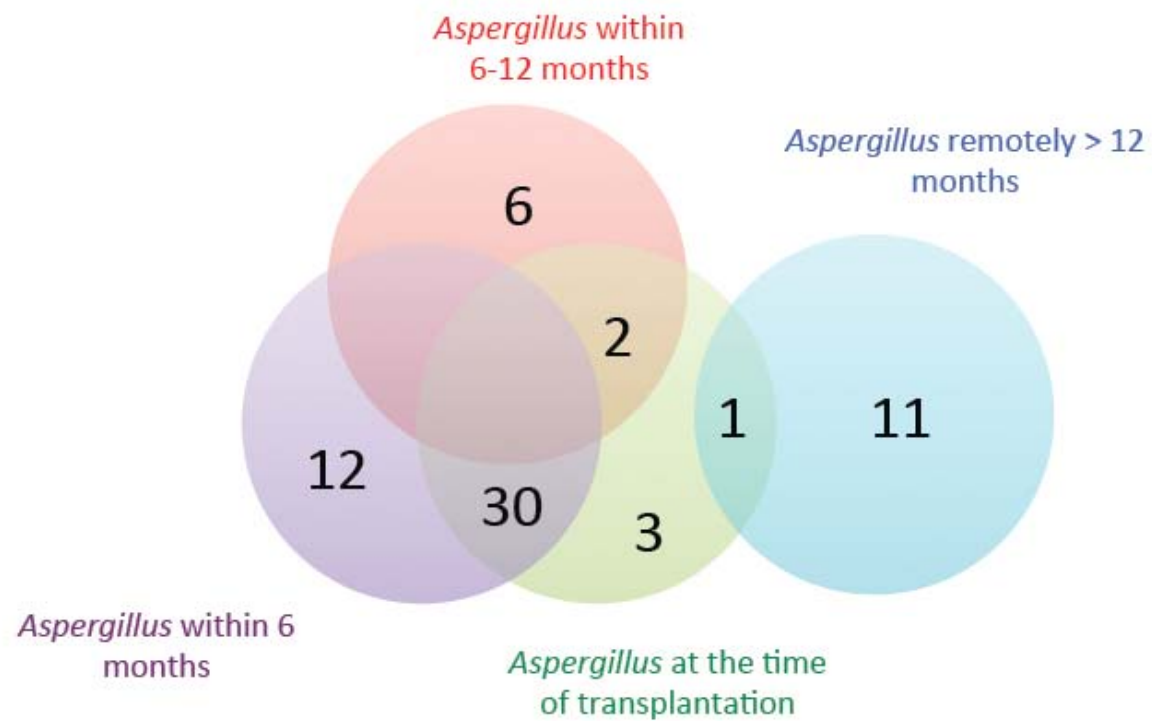 Aspergillus within
6-12 months
Aspergillus remotely > 12
months
6
2
1
11
12
30
3
Aspergillus within 6
months
Aspergillus at the time
of transplantation